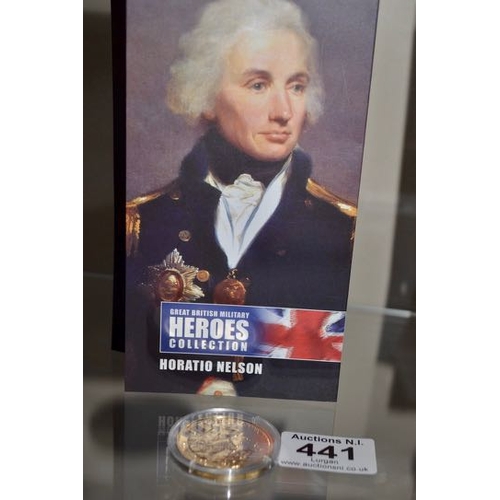 GREAT BRITISH MILITARY
HEROES
COLLECTION
HORATIO NELSON
Auctions N.I.
441
Lurgan
www.auctionsni.co.uk